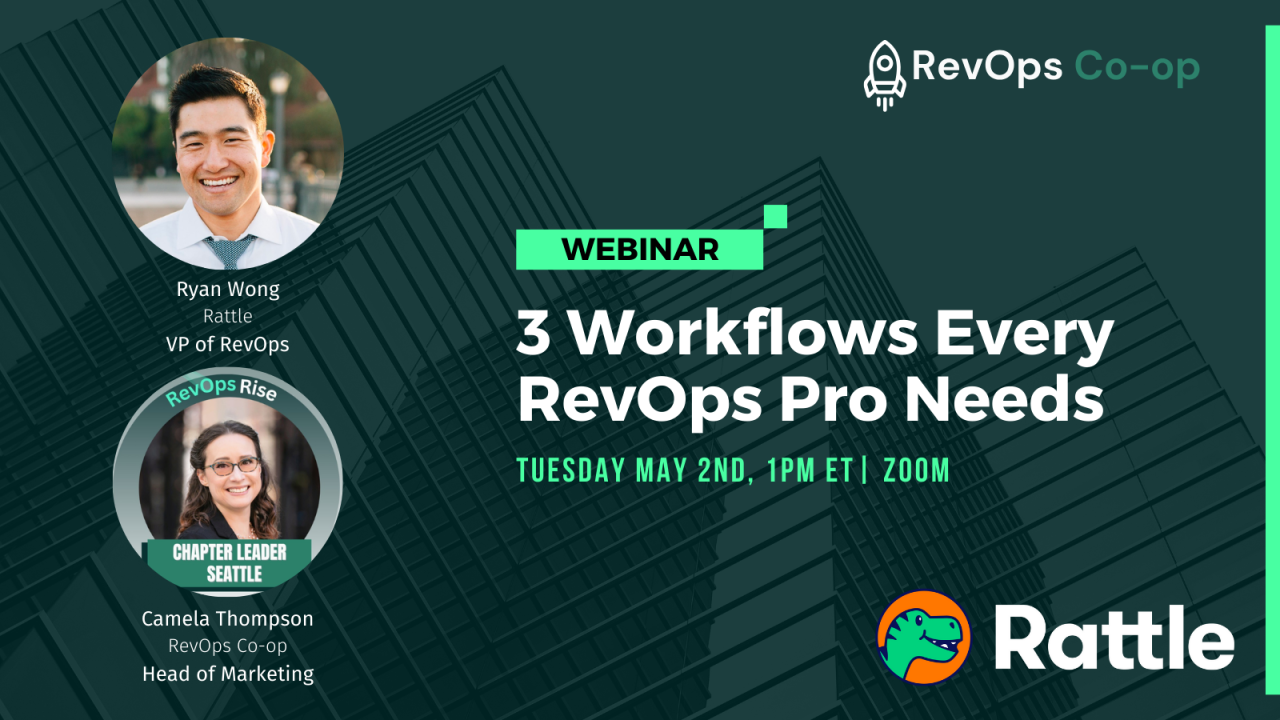 RevOps Co-op
Ryan Wong
Rattle
VP of RevOps
RevOps Rise
CHAPTER LEADER
SEATTLE
Camela Thompson
RevOps Co-op
Head of Marketing
WEBINAR
3 Workflows Every
RevOps Pro Needs
TUESDAY MAY 2ND, 1PM ET| ZOOM
Rattle